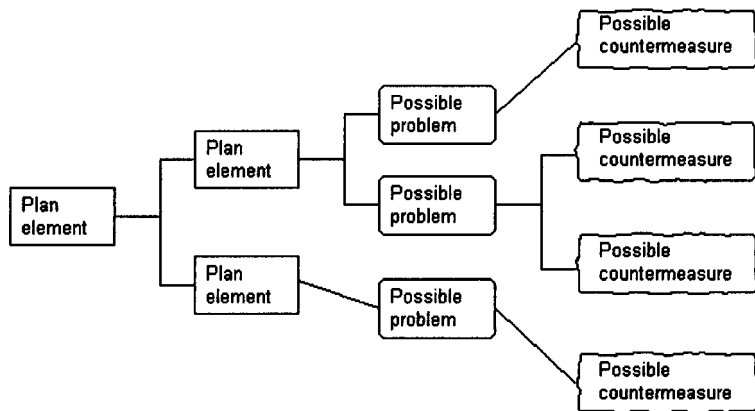 Possible
countermeasure
Possible
problem
Plan
element
Possible
countermeasure
Plan
element
Possible
problem
Plan
element
Possible
countermeasure
Possible
problem
Possible
countermeasure